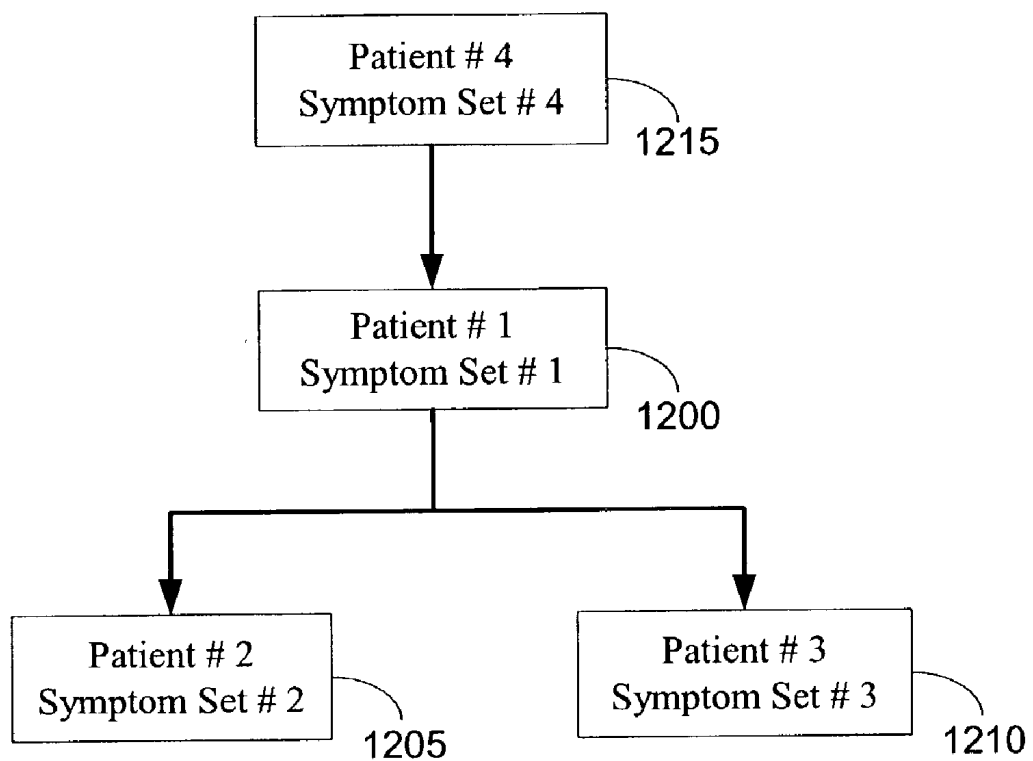 Patient # 4
Symptom Set # 4
1215
Patient # 1
Symptom Set # 1
1200
Patient # 2
Symptom Set # 2
1205
Patient # 3
Symptom Set # 3
1210